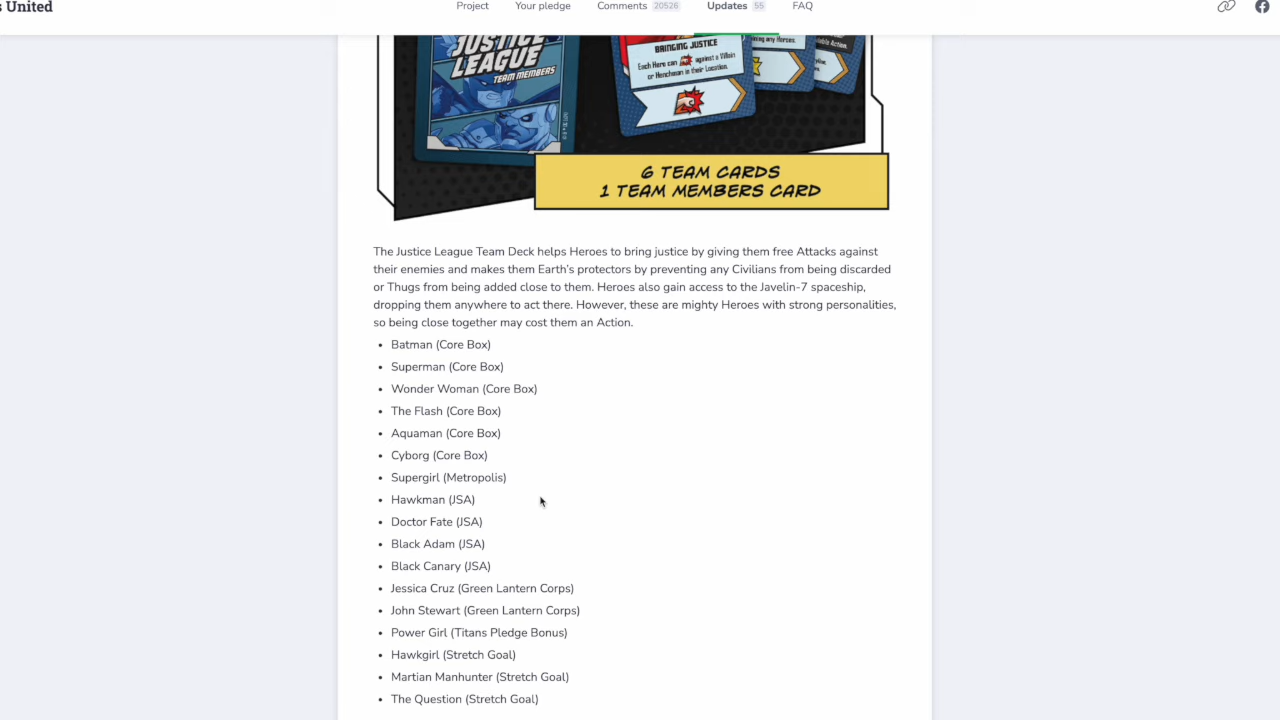 s United
Project Your pledge Comments 20526 Updates 55 FAQ
JUSTICE
LEAGUE
TEAM MEMBERS
BRINGING JUSTICE
Each Hero can against a Villain
or Henchman in their Location.
any Heroes.
Action.
6 TEAM CARDS
1 TEAM MEMBERS CARD
The Justice League Team Deck helps Heroes to bring justice by giving them free Attacks against
their enemies and makes them Earth's protectors by preventing any Civilians from being discarded
or Thugs from being added close to them. Heroes also gain access to the Javelin-7 spaceship,
dropping them anywhere to act there. However, these are mighty Heroes with strong personalities,
so being close together may cost them an Action.
• Batman (Core Box)
• Superman (Core Box)
• Wonder Woman (Core Box)
• The Flash (Core Box)
• Aquaman (Core Box)
• Cyborg (Core Box)
• Supergirl (Metropolis)
• Hawkman (JSA)
• Doctor Fate (JSA)
• Black Adam (JSA)
• Black Canary (JSA)
• Jessica Cruz (Green Lantern Corps)
• John Stewart (Green Lantern Corps)
• Power Girl (Titans Pledge Bonus)
• Hawkgirl (Stretch Goal)
• Martian Manhunter (Stretch Goal)
• The Question (Stretch Goal)